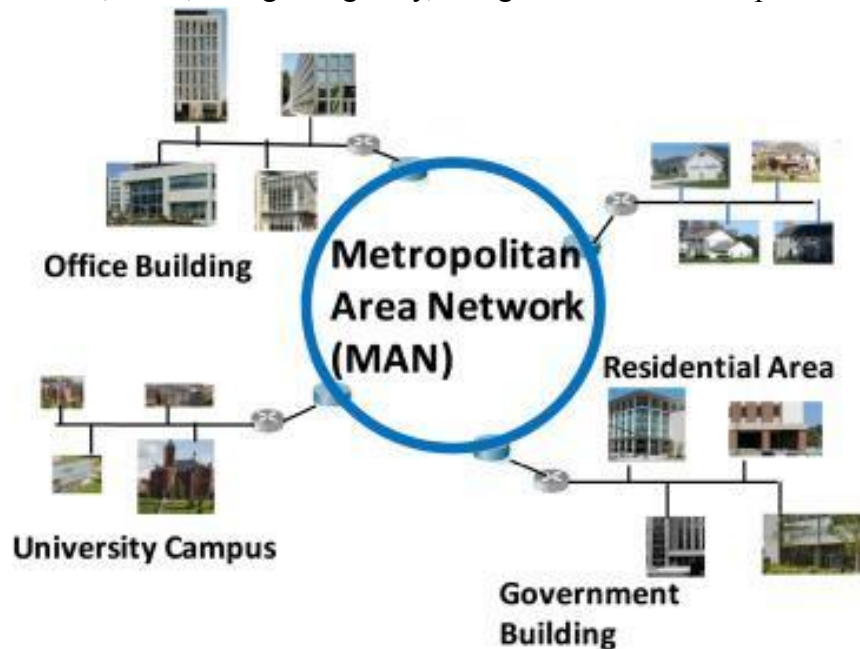 Office Building
Metropolitan
Area Network
(MAN)
Residential Area
University Campus
Government
Building